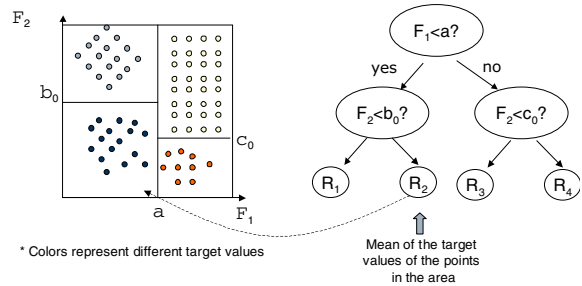 F2
b0
c0
a
F1
* Colors represent different target values
F1<a?
yes
no
F2<b0?
F2<c0?
R1
R2
R3
R4
Mean of the target
values of the points
in the area